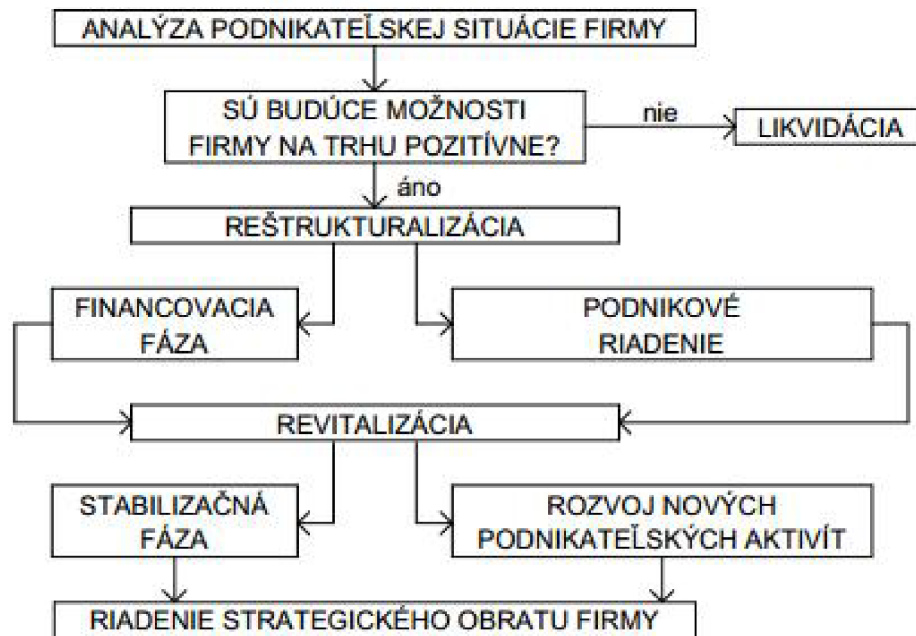 ANALÝZA PODNIKATEĽSKEJ SITUÁCIE FIRMY
SÚ BUDÚCE MOŽNOSTI
FIRMY NA TRHU POZITÍVNE?
nie
LIKVIDÁCIA
áno
REŠTRUKTURALIZÁCIA
FINANCOVACIA
FÁZA
PODNIKOVÉ
RIADENIE
REVITALIZÁCIA
STABILIZAČNÁ
FÁZA
ROZVOJ NOVÝCH
PODNIKATEĽSKÝCH AKTIVÍT
RIADENIE STRATEGICKÉHO OBRATU FIRMY